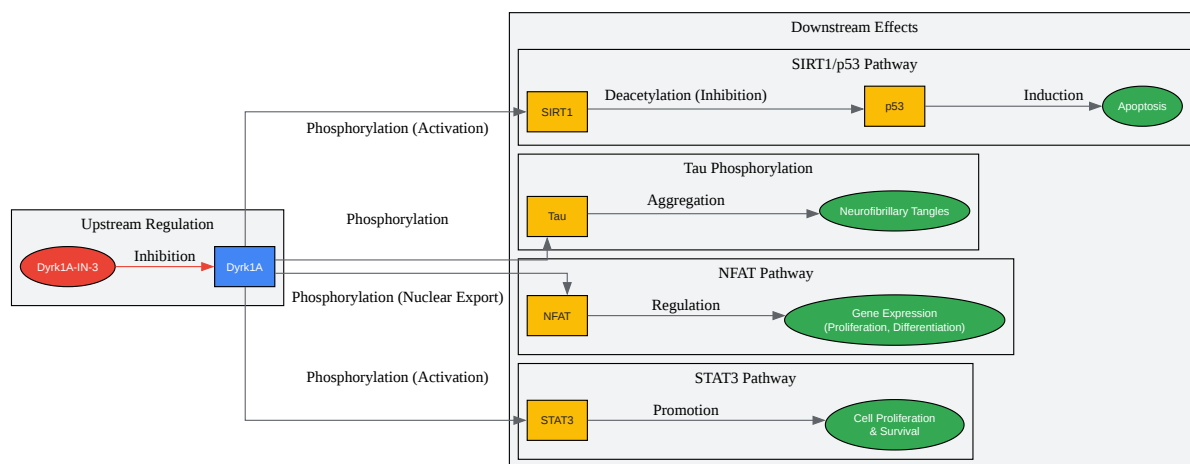 Downstream Effects
SIRT1/p53 Pathway
SIRT1
Deacetylation (Inhibition)
p53
Induction
Apoptosis
Phosphorylation (Activation)
Tau Phosphorylation
Tau
Aggregation
Neurofibrillary Tangles
Phosphorylation
Upstream Regulation
Dyrk1A-IN-3
Inhibition
Dyrk1A
NFAT Pathway
Phosphorylation (Nuclear Export)
NFAT
Regulation
Gene Expression
(Proliferation, Differentiation)
Phosphorylation (Activation)
STAT3 Pathway
STAT3
Promotion
Cell Proliferation
& Survival